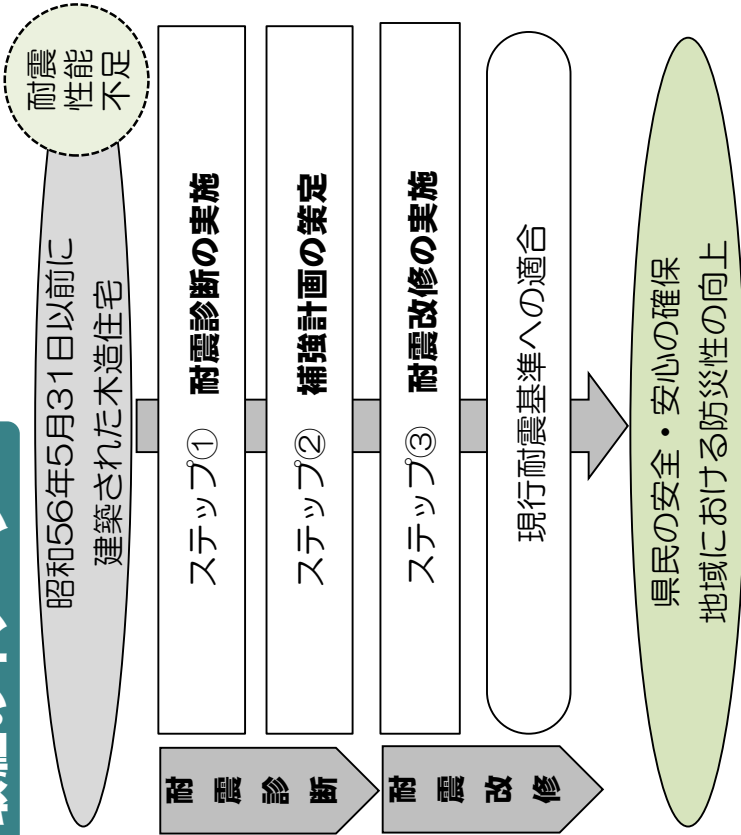 昭和56年5月31日以前に
建築された木造住宅
耐震
性能
不足
耐震診断
ステップ① 耐震診断の実施
ステップ② 補強計画の策定
耐震改修
ステップ③ 耐震改修の実施
現行耐震基準への適合
県民の安全・安心の確保
地域における防災性の向上